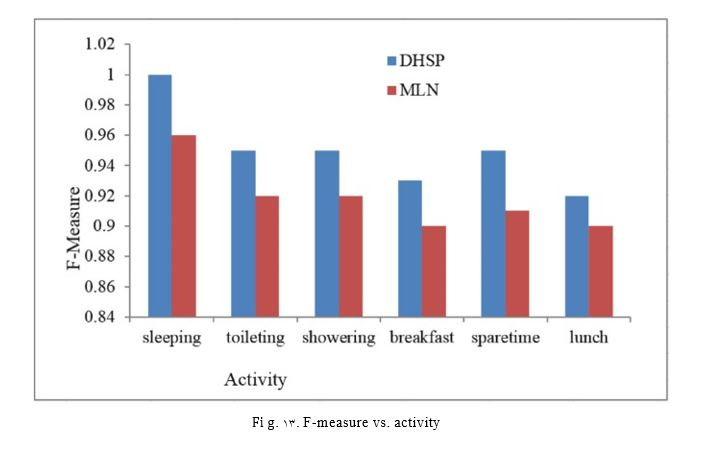 1.02
1
0.98
0.96
0.94
0.92
0.9
0.88
0.86
0.84
F-Measure
DHSP
MLN
sleeping toileting showering breakfast sparetime lunch
Activity
Fi g. ۱۳. F-measure vs. activity